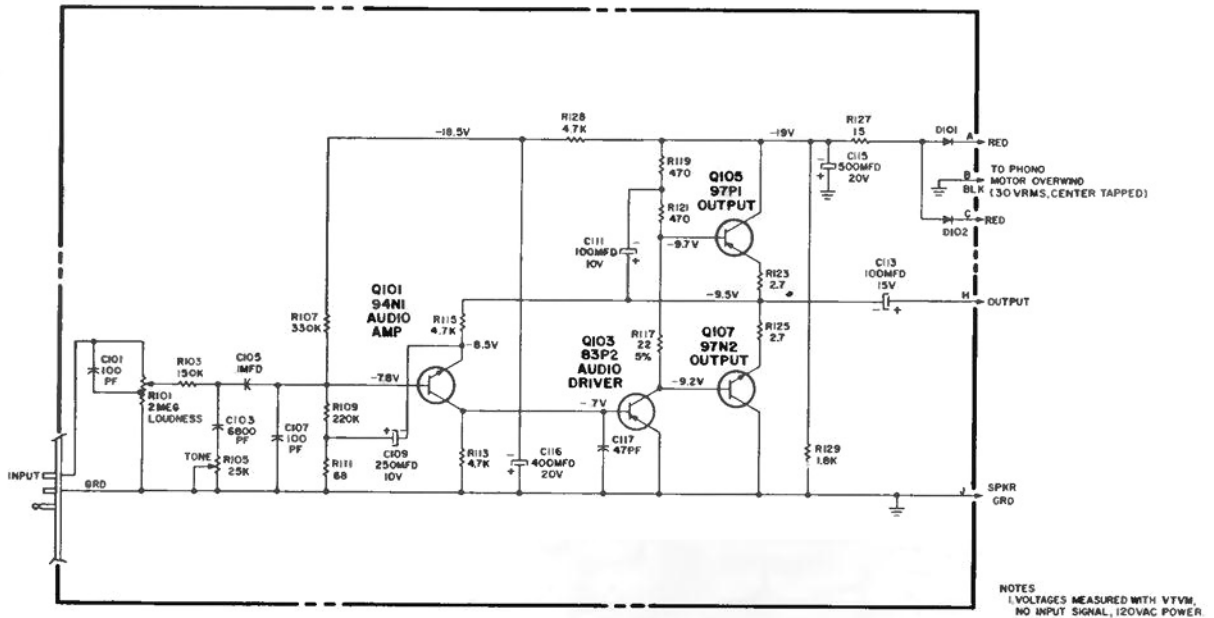 R128
4.7K
-18.5V
-19V
R127
15
D101
A
RED
C115
500MFD
20V
B
BLK
TO PHONO
MOTOR OVERWIND
(30 VRMS, CENTER TAPPED)
C
RED
D102
R119
470
R121
470
Q105
97P1
OUTPUT
-9.7V
C111
100MFD
10V
R123
2.7
C113
100MFD
15V
H
OUTPUT
-9.5V
Q101
94N1
AUDIO
AMP
R107
330K
R115
4.7K
-8.5V
R117
22
5%
Q107
97N2
OUTPUT
R125
2.7
Q103
83P2
AUDIO
DRIVER
-9.2V
C101
100
PF
R103
150K
C105
.1MFD
-7.8V
R101
2MEG
LOUDNESS
C103
6800
PF
C107
100
PF
R109
220K
C109
250MFD
10V
-.7V
C117
47PF
R129
1.8K
TONE
R105
25K
R111
68
R113
4.7K
C116
400MFD
20V
INPUT
GRD
J
SPKR
GRD
NOTES
1. VOLTAGES MEASURED WITH VTVM,
NO INPUT SIGNAL, 120VAC POWER